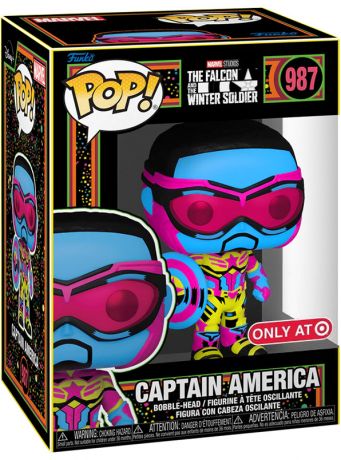 Funko
POP!
MARVEL STUDIOS
THE FALCON
AND THE
WINTER SOLDIER
987
Disney
MARVEL
CAPTAIN AMERICA
987
ONLY AT
CAPTAIN AMERICA
BOBBLE-HEAD / FIGURINE À TÊTE OSCILLANTE
FIGURA CON CABEZA OSCILANTE